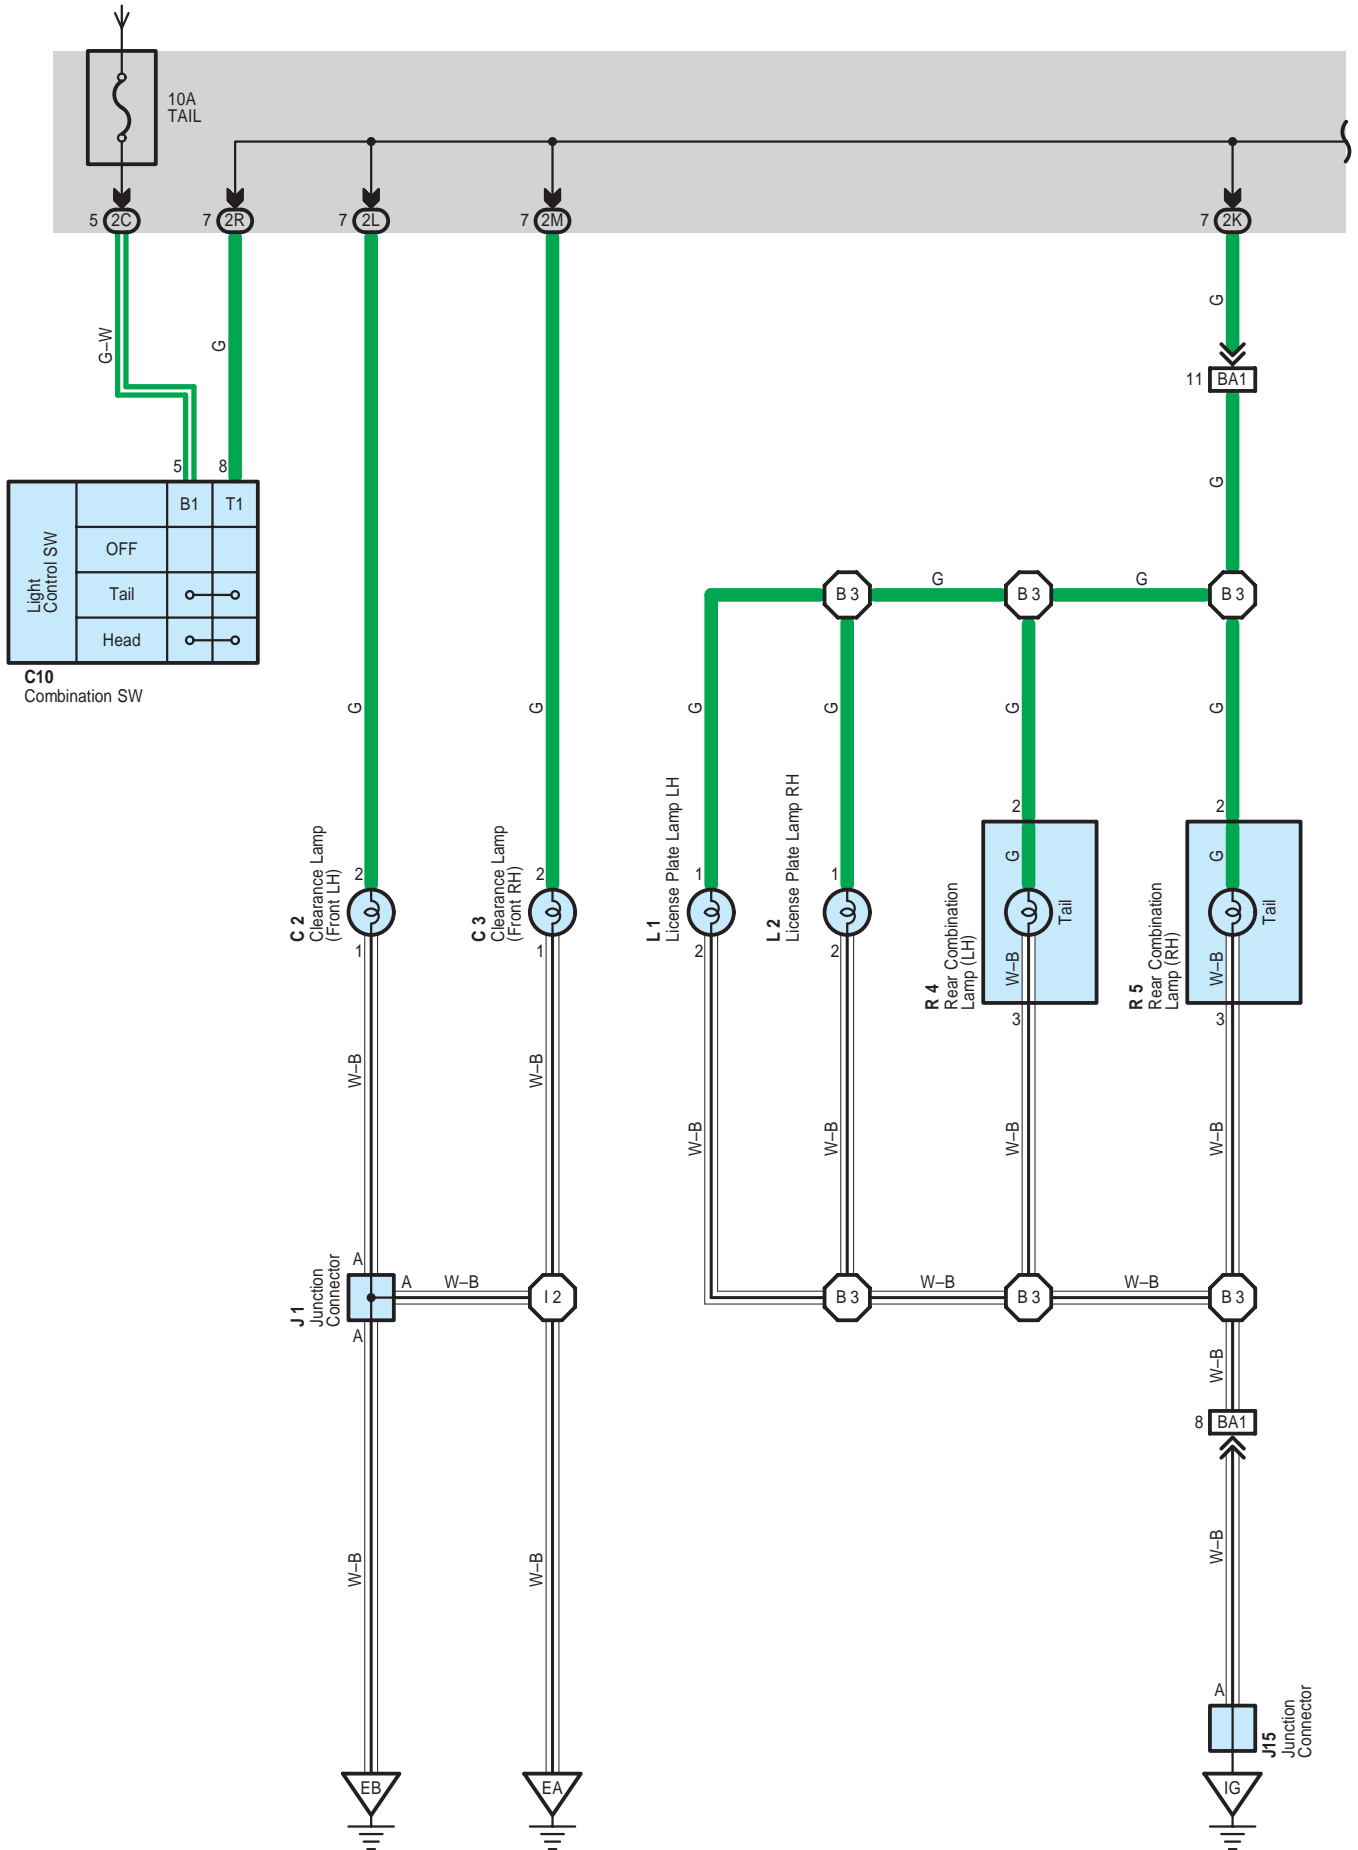 10A
TAIL
5 2C
7 2R
7 2L
7 2M
7 2K
G–W
G
G
11 BA1
G
5
8
Light
Control SW
B1
T1
OFF
Tail
Head
C10
Combination SW
B 3
G
B 3
G
B 3
G
G
G
G
G
G
C 2
Clearance Lamp
(Front LH)
2
1
C 3
Clearance Lamp
(Front RH)
2
1
L 1
License Plate Lamp LH
1
2
L 2
License Plate Lamp RH
1
2
R 4
Rear Combination
Lamp (LH)
2
G
Tail
W–B
3
R 5
Rear Combination
Lamp (RH)
2
G
Tail
W–B
3
W–B
W–B
W–B
W–B
W–B
W–B
J 1
Junction
Connector
A
A
A
W–B
I 2
B 3
W–B
B 3
W–B
B 3
W–B
8 BA1
W–B
W–B
W–B
A
J15
Junction
Connector
EB
EA
IG